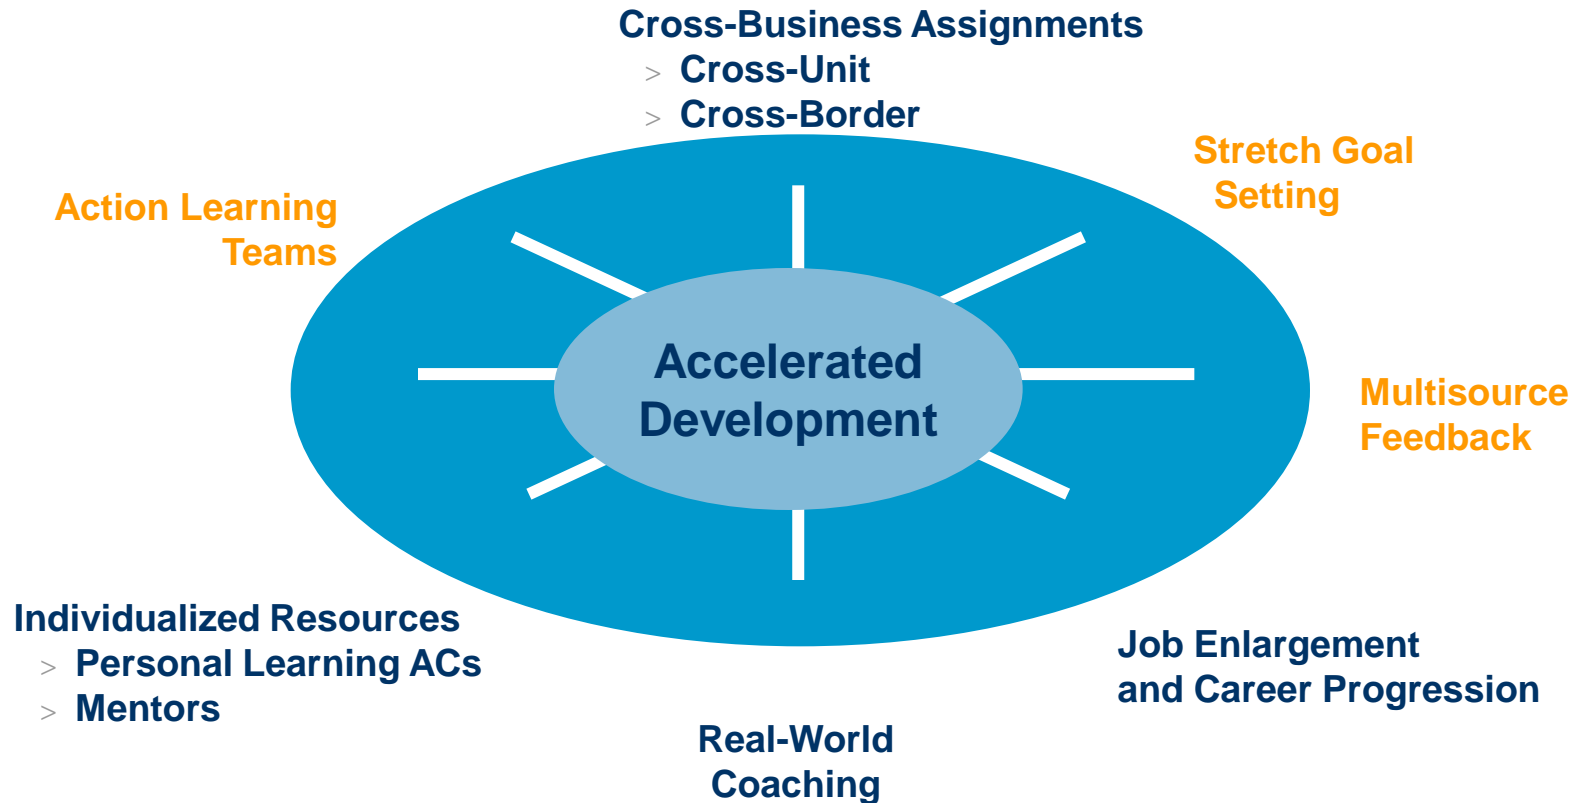 Cross-Business Assignments
> Cross-Unit
> Cross-Border
Stretch Goal
Setting
Action Learning
Teams
Accelerated
Development
Multisource
Feedback
Individualized Resources
> Personal Learning ACs
> Mentors
Job Enlargement
and Career Progression
Real-World
Coaching